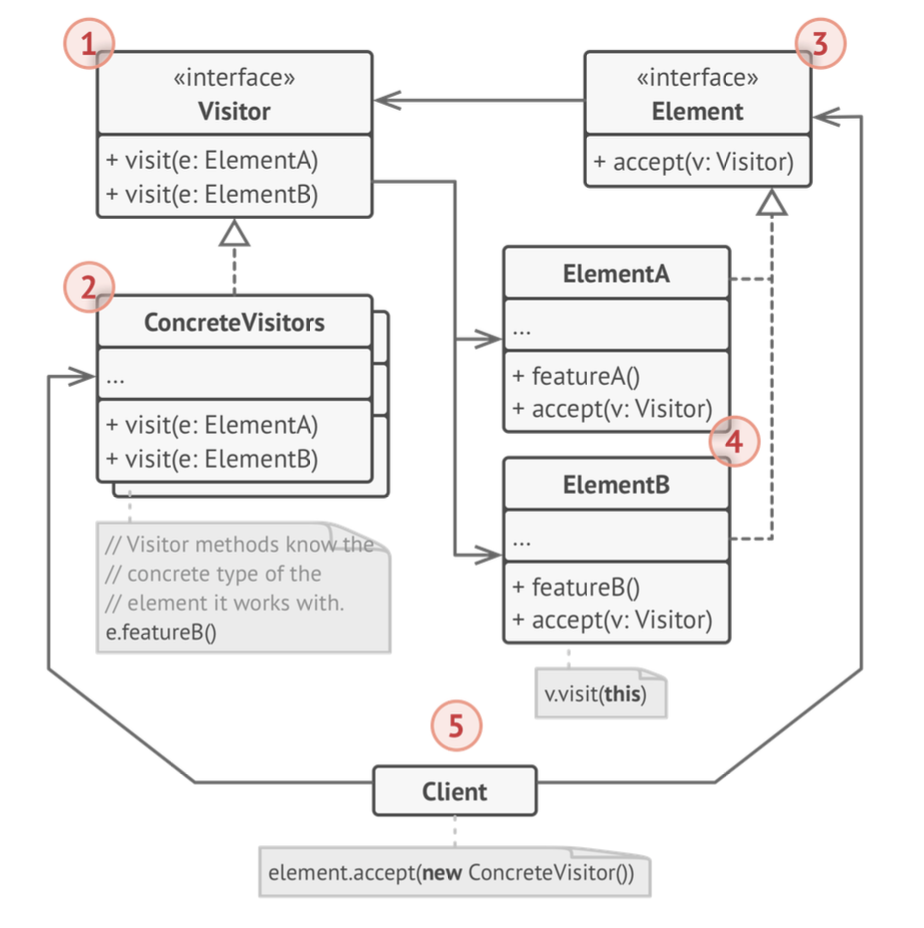 1
«interface»
Visitor
+ visit(e: ElementA)
+ visit(e: ElementB)
3
«interface»
Element
+ accept(v: Visitor)
2
ConcreteVisitors
...
+ visit(e: ElementA)
+ visit(e: ElementB)
// Visitor methods know the
// concrete type of the
// element it works with.
e.featureB()
ElementA
...
+ featureA()
+ accept(v: Visitor)
4
ElementB
...
+ featureB()
+ accept(v: Visitor)
v.visit(this)
5
Client
element.accept(new ConcreteVisitor())